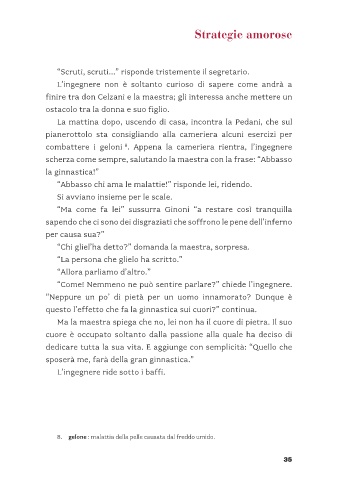 Strategie amorose
“Scruti, scruti…” risponde tristemente il segretario.
L’ingegnere non è soltanto curioso di sapere come andrà a
finire tra don Celzani e la maestra; gli interessa anche mettere un
ostacolo tra la donna e suo figlio.
La mattina dopo, uscendo di casa, incontra la Pedani, che sul
pianerottolo sta consigliando alla cameriera alcuni esercizi per
combattere i geloni⁸. Appena la cameriera rientra, l’ingegnere
scherza come sempre, salutando la maestra con la frase: “Abbasso
la ginnastica!”
“Abbasso chi ama le malattie!” risponde lei, ridendo.
Si avviano insieme per le scale.
“Ma come fa lei” sussurra Ginoni “a restare così tranquilla
sapendo che ci sono dei disgraziati che soffrono le pene dell’inferno
per causa sua?”
“Chi gliel’ha detto?” domanda la maestra, sorpresa.
“La persona che glielo ha scritto.”
“Allora parliamo d’altro.”
“Come! Nemmeno ne può sentire parlare?” chiede l’ingegnere.
“Neppure un po’ di pietà per un uomo innamorato? Dunque è
questo l’effetto che fa la ginnastica sui cuori?” continua.
Ma la maestra spiega che no, lei non ha il cuore di pietra. Il suo
cuore è occupato soltanto dalla passione alla quale ha deciso di
dedicare tutta la sua vita. E aggiunge con semplicità: “Quello che
sposerà me, farà della gran ginnastica.”
L’ingegnere ride sotto i baffi.
8. gelone: malattia della pelle causata dal freddo umido.
35